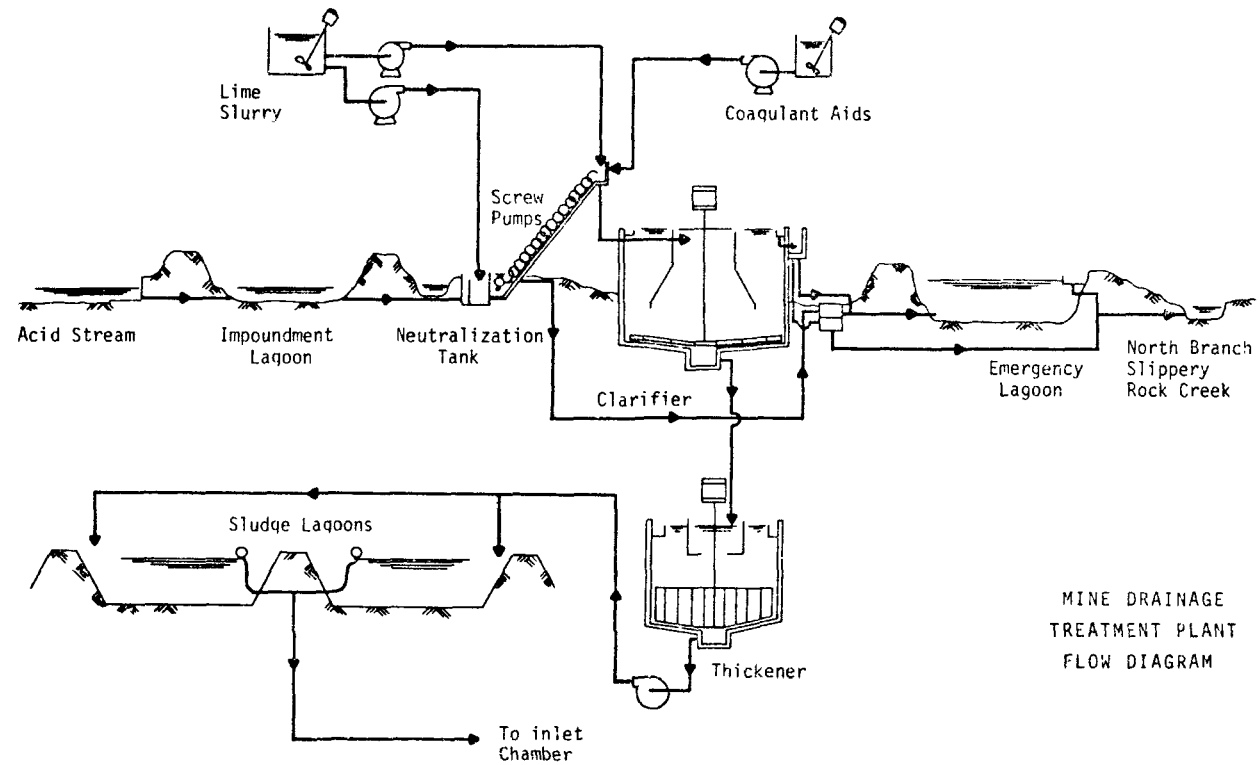 Lime
Slurry
Coagulant Aids
Screw
Pumps
Acid Stream
Impoundment
Lagoon
Neutralization
Tank
Clarifier
Emergency
Lagoon
North Branch
Slippery
Rock Creek
Sludge Lagoons
Thickener
To inlet
Chamber
MINE DRAINAGE
TREATMENT PLANT
FLOW DIAGRAM